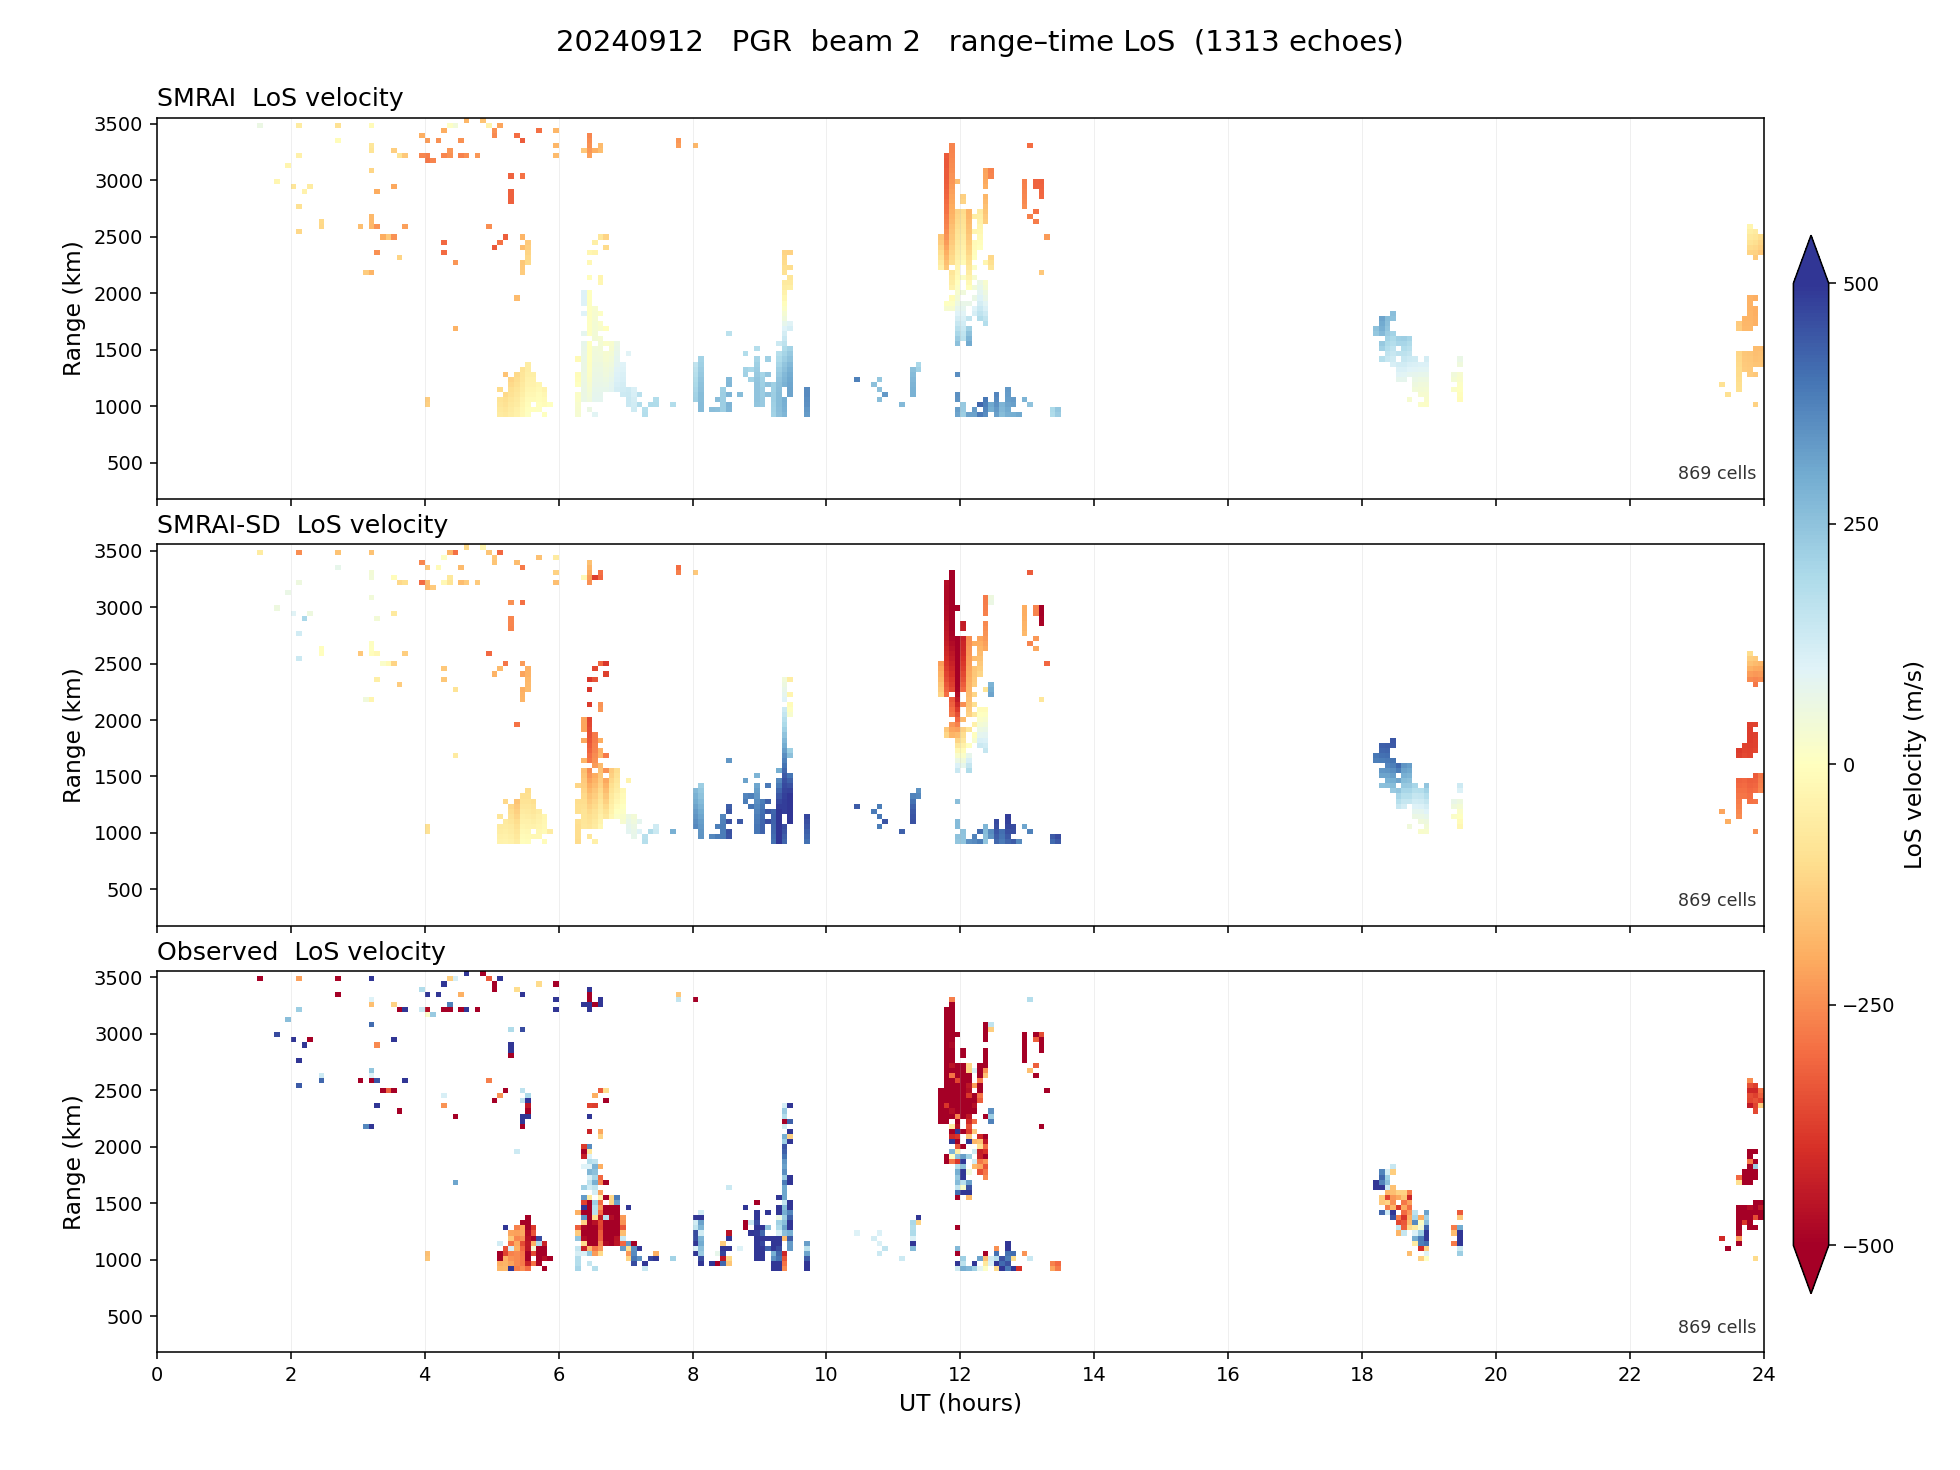 20240912 PGR beam 2 range–time LoS (1313 echoes)
SMRAI LoS velocity
3500
3000
2500
2000
1500
1000
500
Range (km)
869 cells
SMRAI-SD LoS velocity
3500
3000
2500
2000
1500
1000
500
Range (km)
869 cells
Observed LoS velocity
3500
3000
2500
2000
1500
1000
500
Range (km)
869 cells
0 2 4 6 8 10 12 14 16 18 20 22 24
UT (hours)
500
250
0
−250
−500
LoS velocity (m/s)